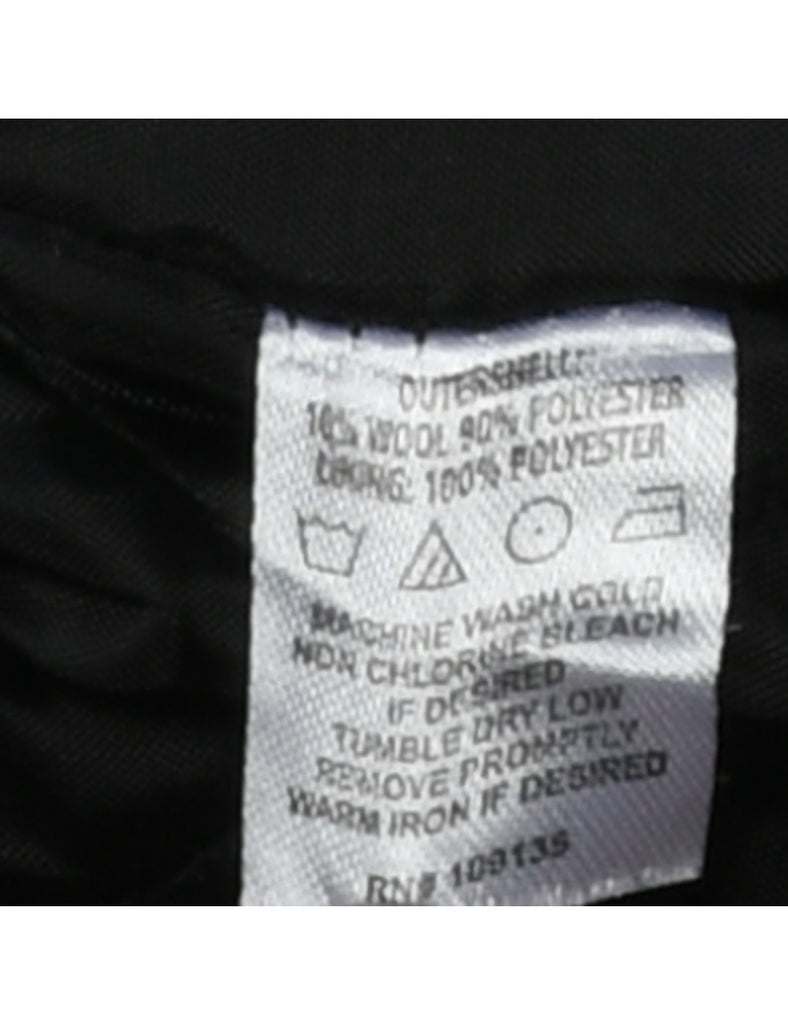 OUTERSHELL:
10% WOOL 90% POLYESTER
LINING: 100% POLYESTER
MACHINE WASH COLD
NON CHLORINE BLEACH
IF DESIRED
TUMBLE DRY LOW
REMOVE PROMPTLY
WARM IRON IF DESIRED
RN# 109135